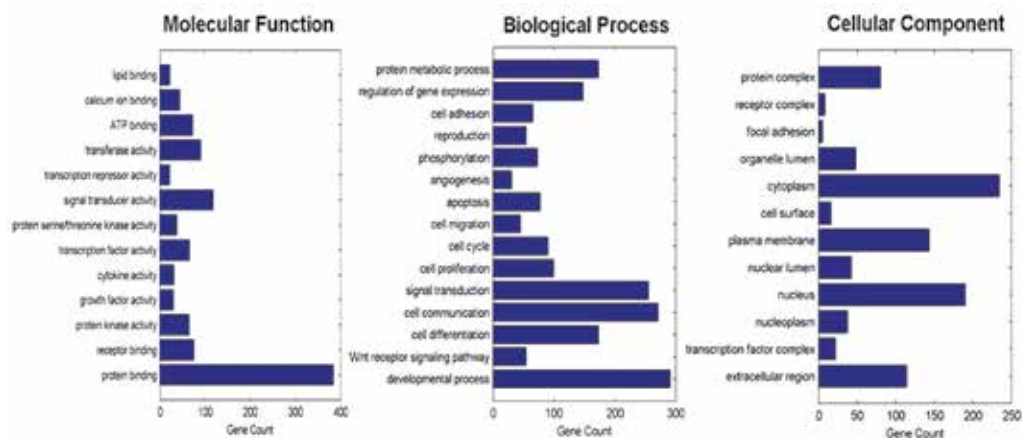 Molecular Function
lipid binding
calcium ion binding
ATP binding
transferase activity
transcription repressor activity
signal transducer activity
protein serine/threonine kinase activity
transcription factor activity
cytokine activity
growth factor activity
protein kinase activity
receptor binding
protein binding
0 100 200 300 400
Gene Count
Biological Process
protein metabolic process
regulation of gene expression
cell adhesion
reproduction
phosphorylation
angiogenesis
apoptosis
cell migration
cell cycle
cell proliferation
signal transduction
cell communication
cell differentiation
Wnt receptor signaling pathway
developmental process
0 100 200 300
Gene Count
Cellular Component
protein complex
receptor complex
focal adhesion
organelle lumen
cytoplasm
cell surface
plasma membrane
nuclear lumen
nucleus
nucleoplasm
transcription factor complex
extracellular region
0 50 100 150 200 250
Gene Count